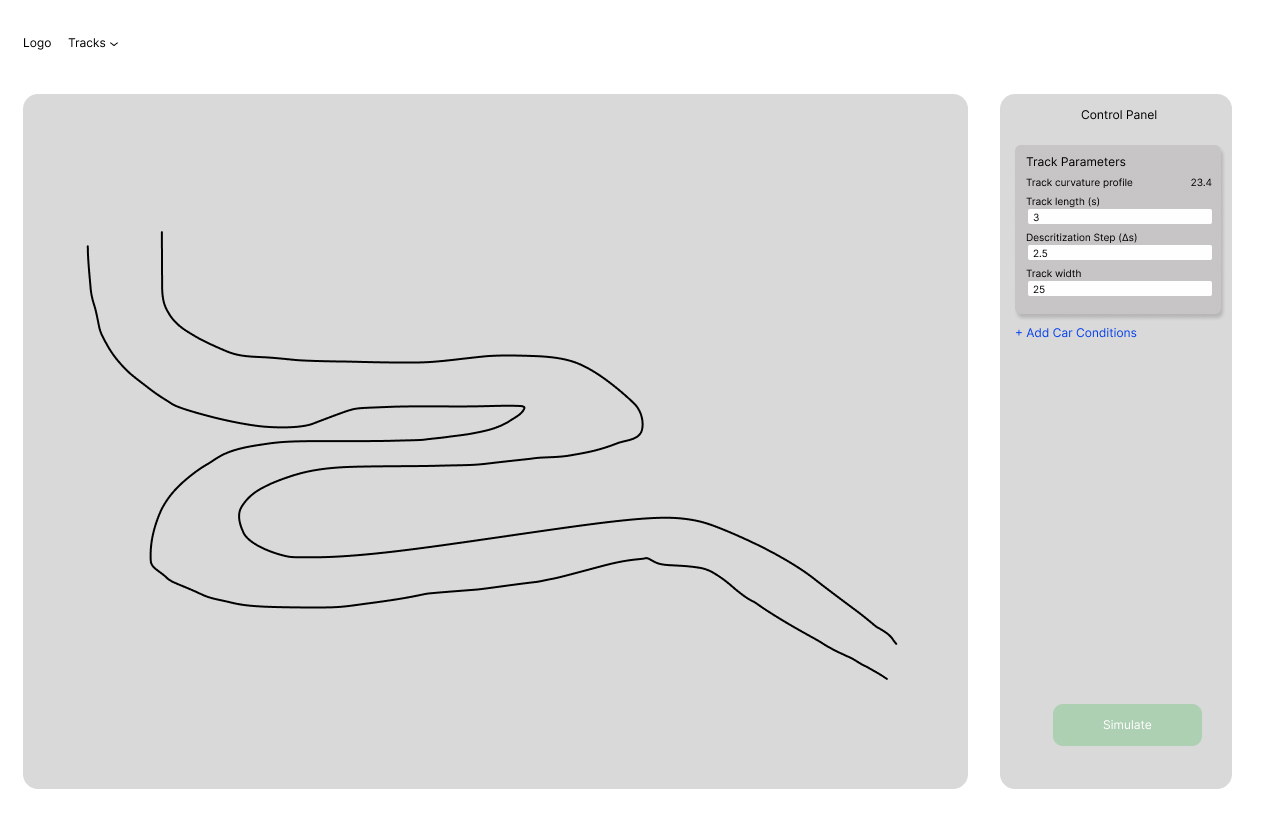 Logo Tracks
Control Panel
Track Parameters
Track curvature profile 23.4
Track length (s)
3
Descritization Step (Δs)
2.5
Track width
25
+ Add Car Conditions
Simulate